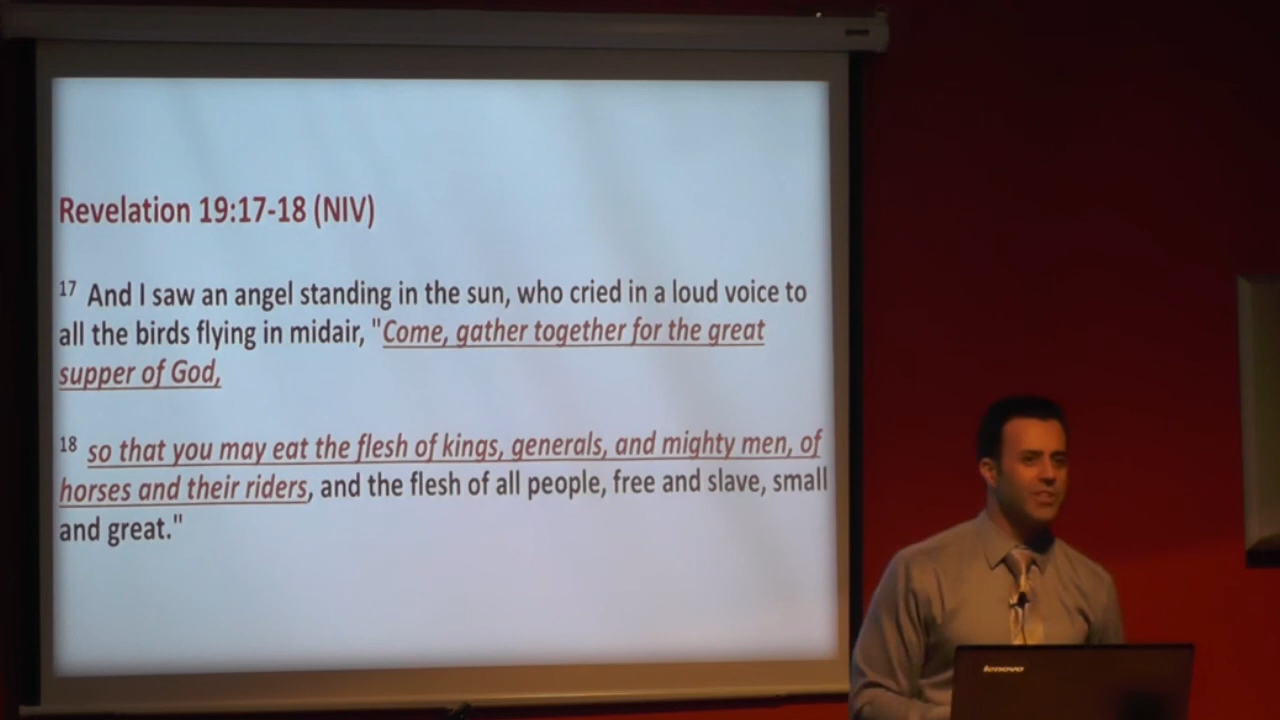 Revelation 19:17-18 (NIV)
17 And I saw an angel standing in the sun, who cried in a loud voice to
all the birds flying in midair, "Come, gather together for the great
supper of God,
18 so that you may eat the flesh of kings, generals, and mighty men, of
horses and their riders, and the flesh of all people, free and slave, small
and great."
lenovo